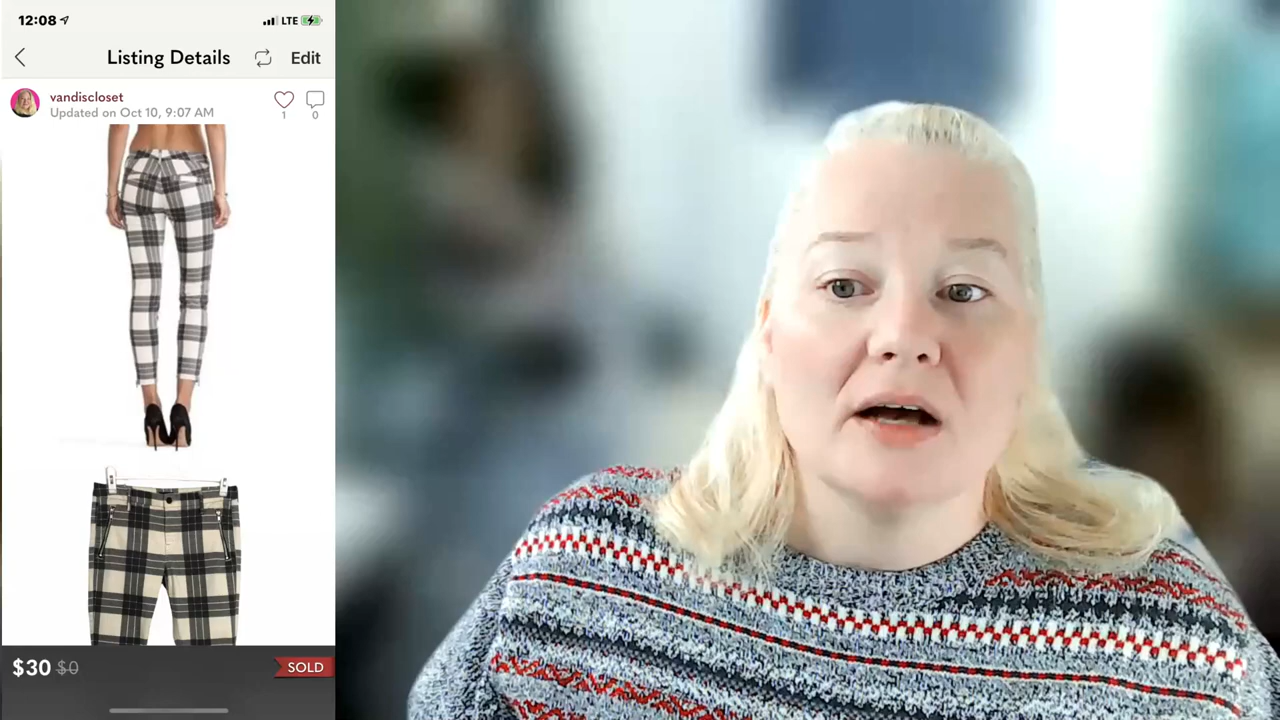 12:08
LTE
Listing Details
Edit
vandiscloset
Updated on Oct 10, 9:07 AM
1
0
$30 $0
SOLD